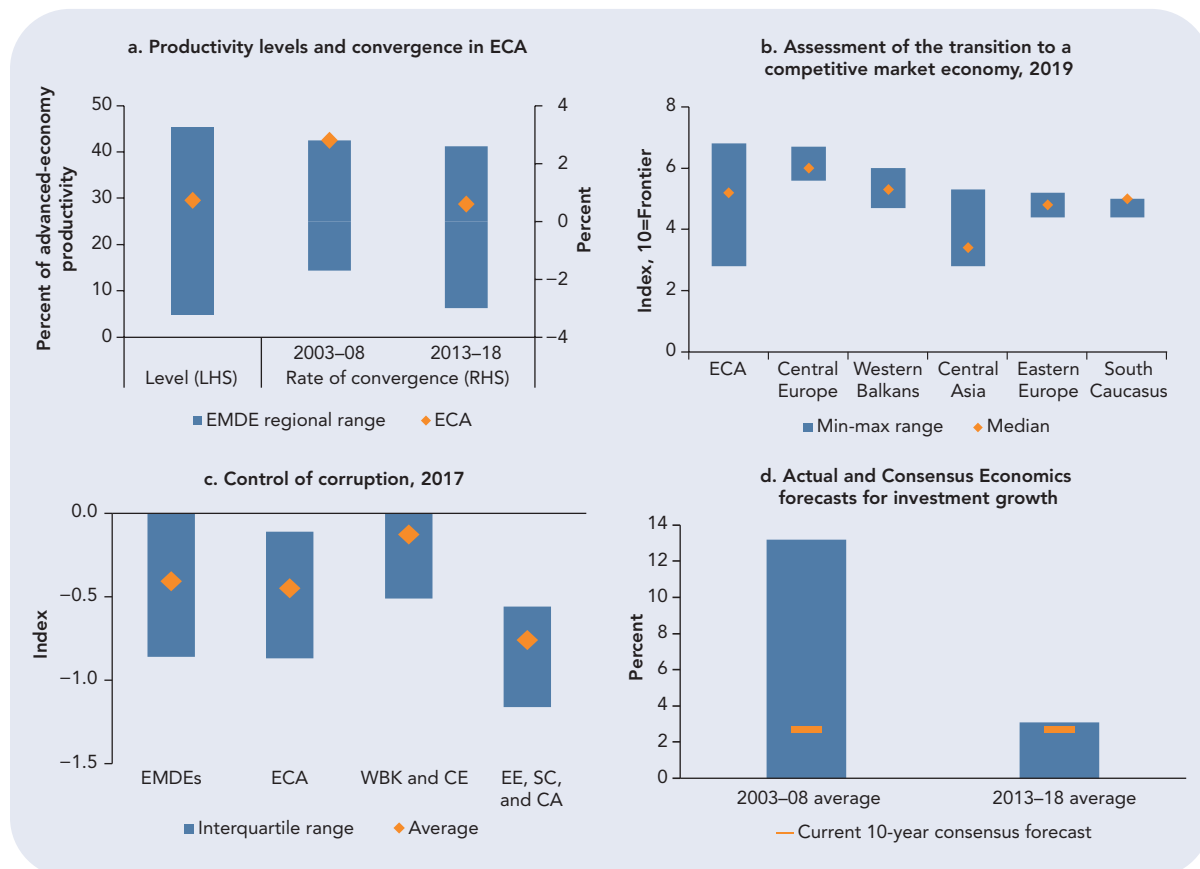 a. Productivity levels and convergence in ECA
Percent of advanced-economy
productivity
50
40
30
20
10
0
4
2
0
−2
−4
Percent
2003–08
2013–18
Level (LHS)
Rate of convergence (RHS)
EMDE regional range
ECA
b. Assessment of the transition to a
competitive market economy, 2019
Index, 10=Frontier
8
6
4
2
0
ECA
Central
Europe
Western
Balkans
Central
Asia
Eastern
Europe
South
Caucasus
Min-max range
Median
c. Control of corruption, 2017
Index
0.0
−0.5
−1.0
−1.5
EMDEs
ECA
WBK and CE
EE, SC,
and CA
Interquartile range
Average
d. Actual and Consensus Economics
forecasts for investment growth
Percent
14
12
10
8
6
4
2
0
2003–08 average
2013–18 average
Current 10-year consensus forecast